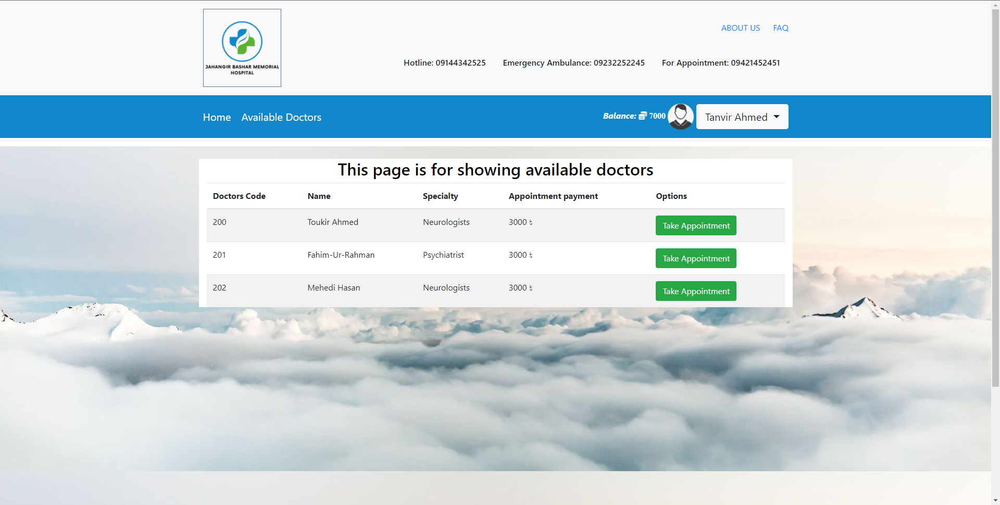 JAHANGIR BASHAR MEMORIAL
HOSPITAL
ABOUT US FAQ
Hotline: 09144342525 Emergency Ambulance: 09232252245 For Appointment: 09421452451
Home Available Doctors Balance: 7000 Tanvir Ahmed
This page is for showing available doctors
Doctors Code Name Specialty Appointment payment Options
200 Toukir Ahmed Neurologists 3000 ৳ Take Appointment
201 Fahim-Ur-Rahman Psychiatrist 3000 ৳ Take Appointment
202 Mehedi Hasan Neurologists 3000 ৳ Take Appointment